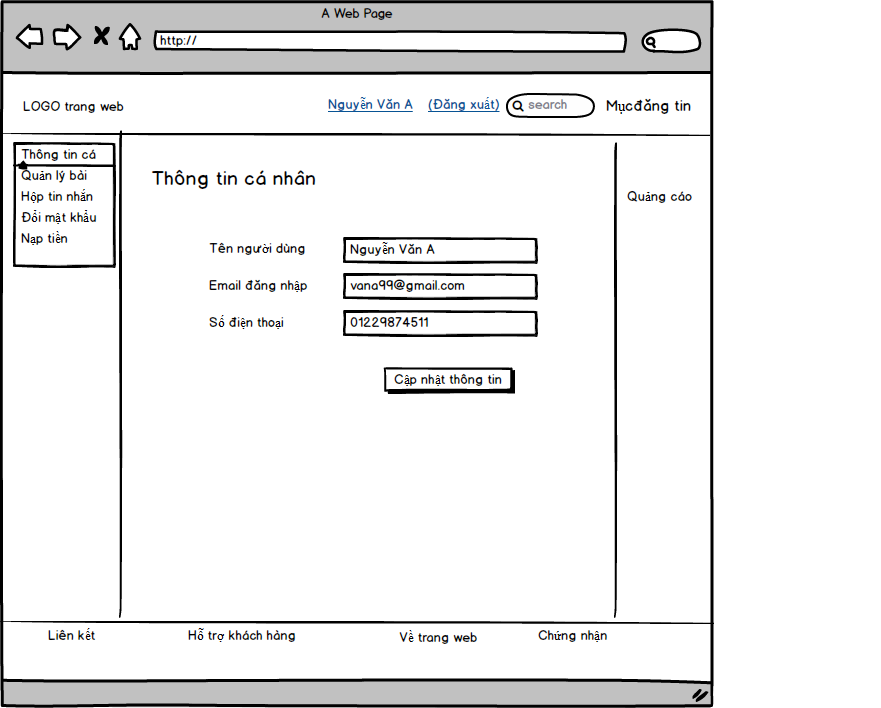 A Web Page
http://
LOGO trang web
Nguyễn Văn A
(Đăng xuất)
search
Mụcđăng tin
Thông tin cá
Quản lý bài
Hộp tin nhắn
Đổi mật khẩu
Nạp tiền
Thông tin cá nhân
Tên người dùng
Nguyễn Văn A
Email đăng nhập
vana99@gmail.com
Số điện thoại
01229874511
Cập nhật thông tin
Quảng cáo
Liên kết
Hỗ trợ khách hàng
Về trang web
Chứng nhận